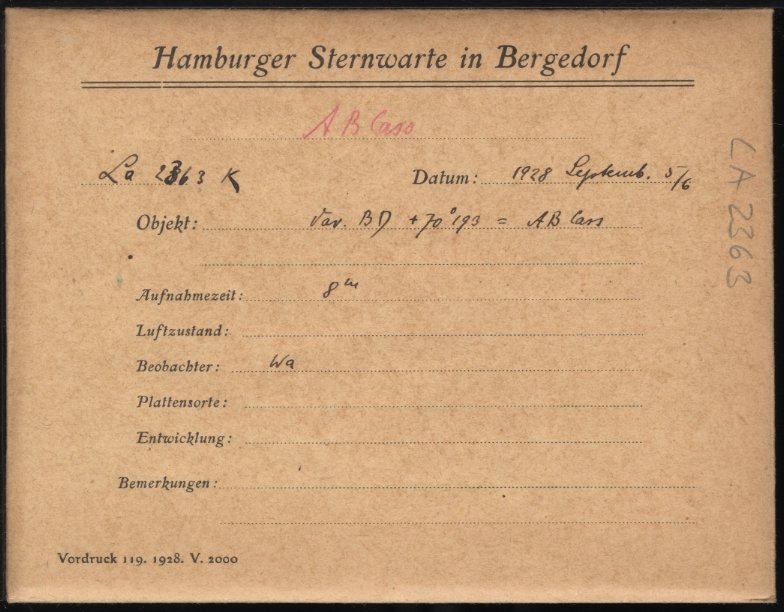 Hamburger Sternwarte in Bergedorf
AB Cass
La 2363 K Datum: 1928 Septemb. 5/6
Objekt: Var. BD +70°193 = AB Cass
Aufnahmezeit: 8m
Luftzustand:
Beobachter: Wa
Plattensorte:
Entwicklung:
Bemerkungen:
Vordruck 119. 1928. V. 2000
LA 2363